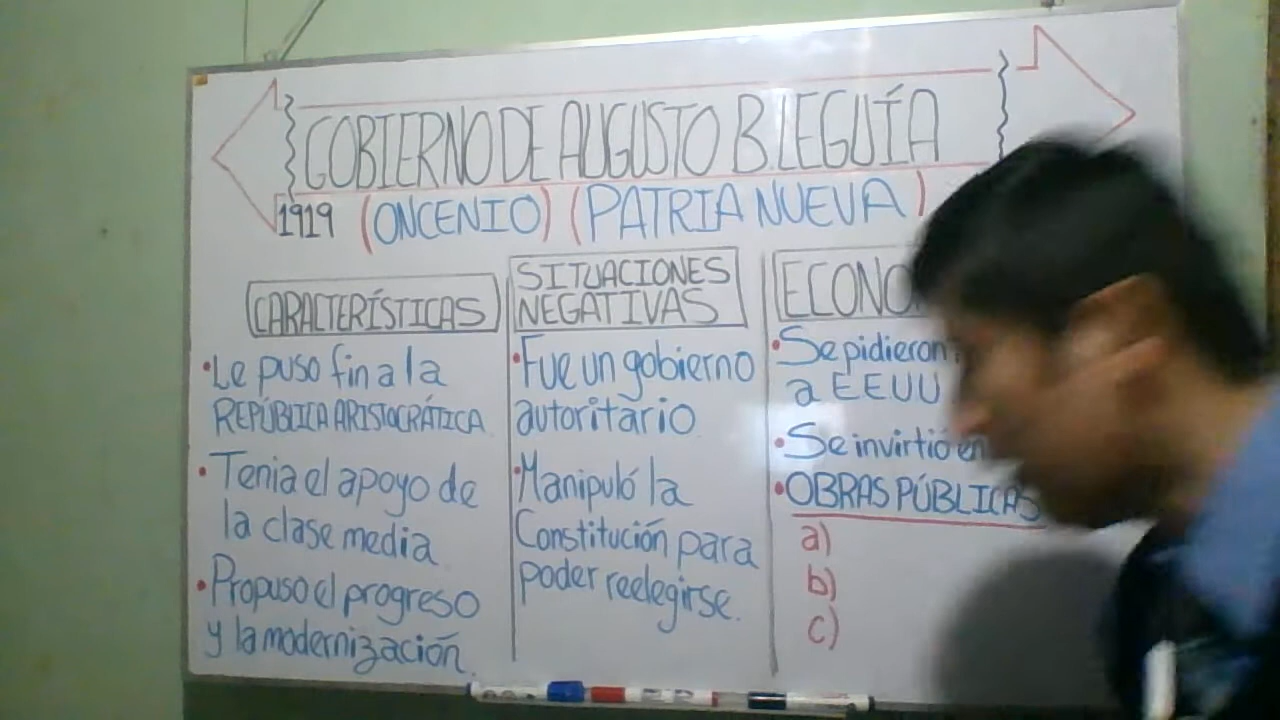 GOBIERNO DE AUGUSTO B. LEGUÍA
1919 (ONCENIO) (PATRIA NUEVA)
CARACTERÍSTICAS
•Le puso fin a la
REPÚBLICA ARISTOCRÁTICA
•Tenia el apoyo de
la clase media
•Propuso el progreso
y la modernización
SITUACIONES
NEGATIVAS
•Fue un gobierno
autoritario
•Manipuló la
Constitución para
poder reelegirse.
ECONO
•Se pidieron
a EEUU
•Se invirtió en
•OBRAS PÚBLICAS
a)
b)
c)